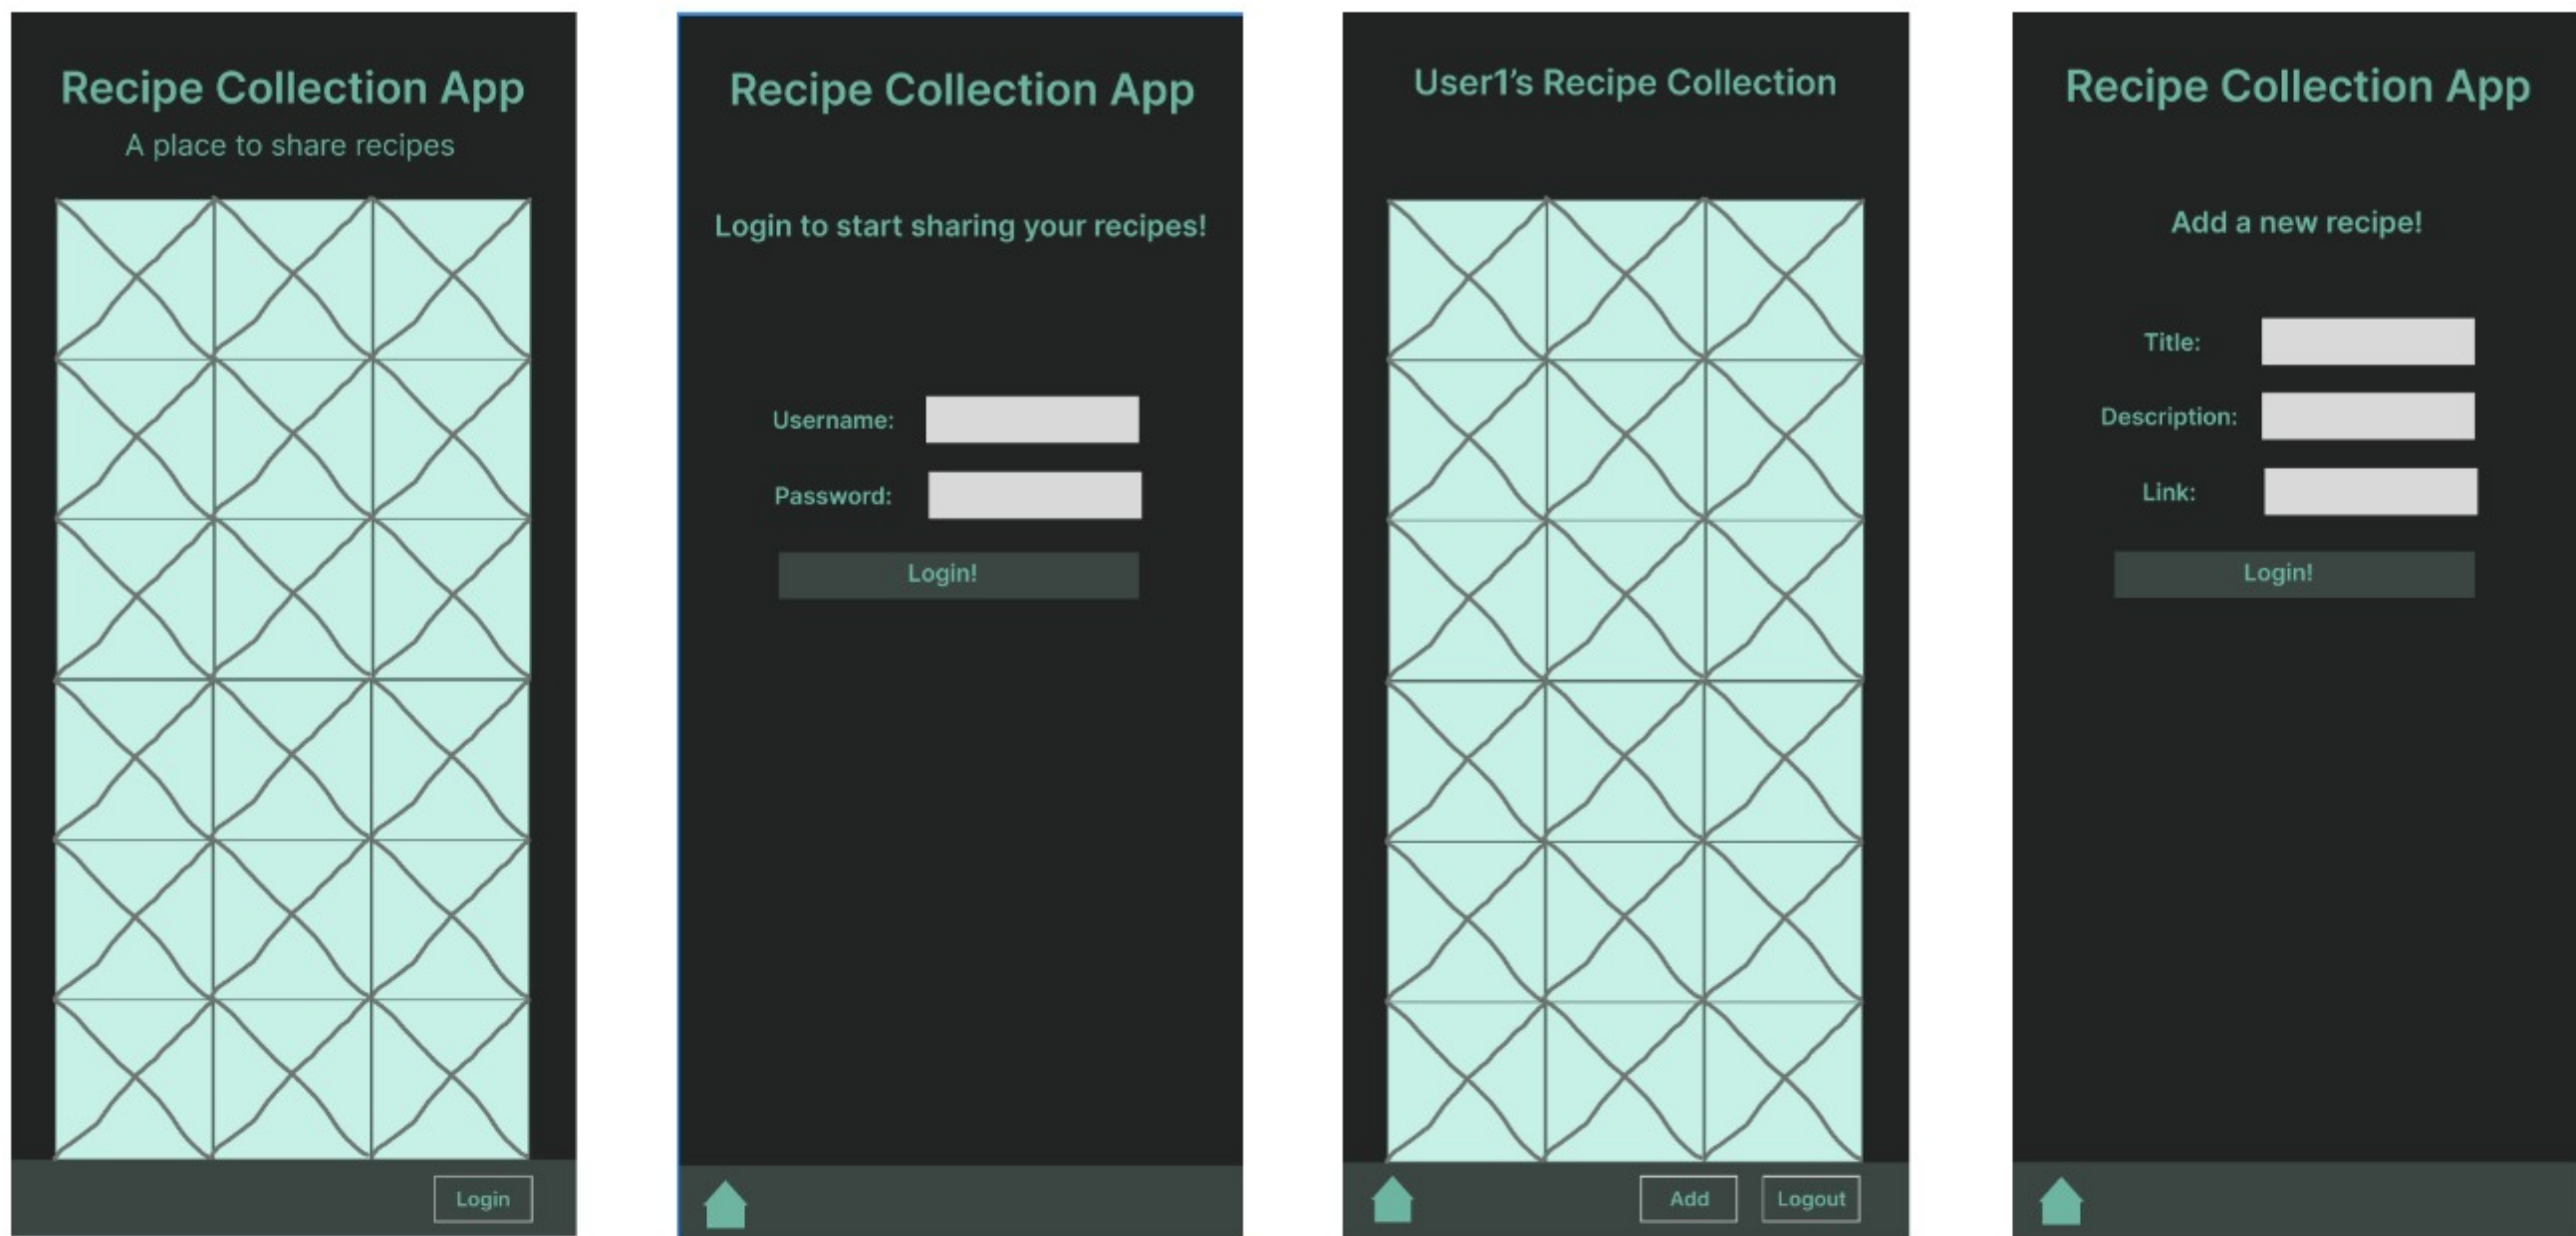 Recipe Collection App
A place to share recipes
Login
Recipe Collection App
Login to start sharing your recipes!
Username:
Password:
Login!
User1’s Recipe Collection
Add
Logout
Recipe Collection App
Add a new recipe!
Title:
Description:
Link:
Login!